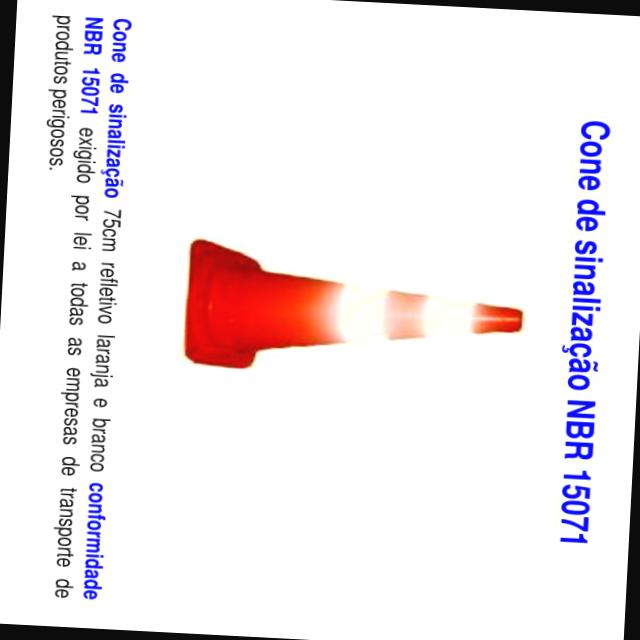 Cone de sinalização NBR 15071
Cone de sinalização 75cm refletivo laranja e branco conformidade
NBR 15071 exigido por lei a todas as empresas de transporte de
produtos perigosos.